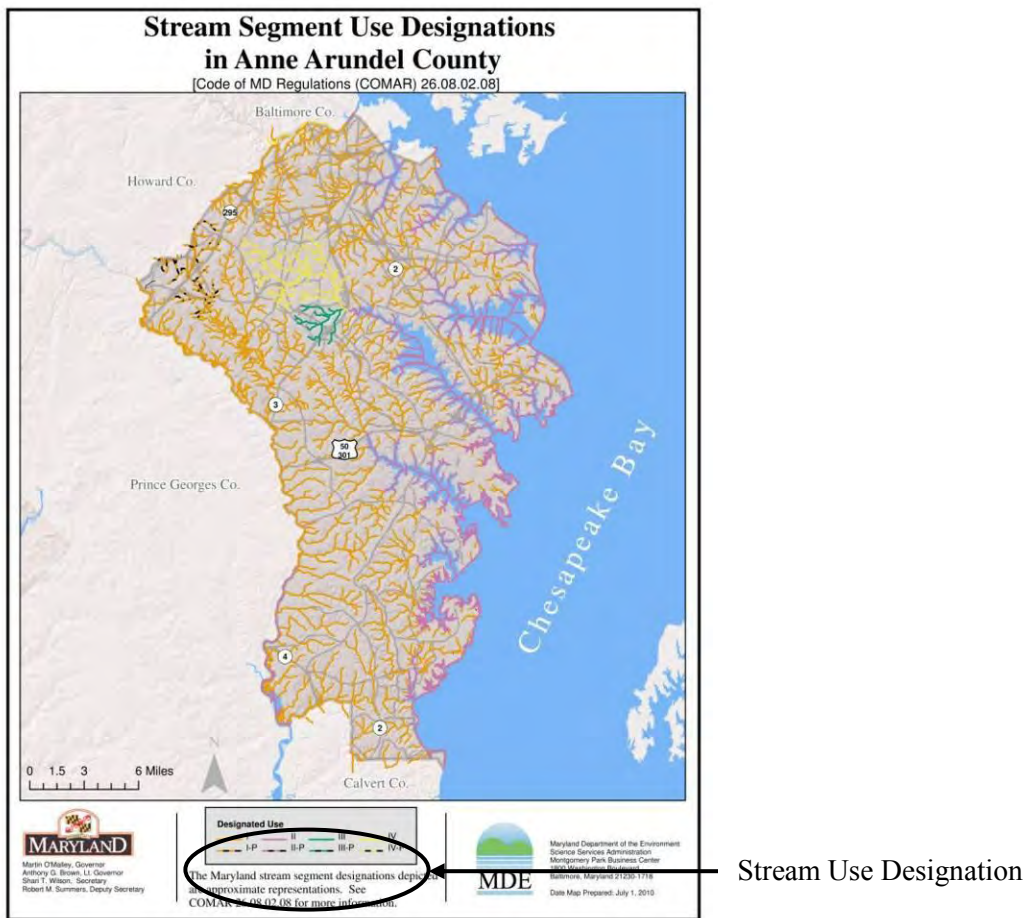 Stream Segment Use Designations
in Anne Arundel County
[Code of MD Regulations (COMAR) 26.08.02.08]
Baltimore Co.
Howard Co.
295
2
3
50
301
Prince Georges Co.
Chesapeake Bay
4
2
N
0 1.5 3 6 Miles
Calvert Co.
MARYLAND
Martin O'Malley, Governor
Anthony G. Brown, Lt. Governor
Shari T. Wilson, Secretary
Robert M. Summers, Deputy Secretary
Designated Use
I II III IV
I-P II-P III-P IV-P
The Maryland stream segment designations depicted
are approximate representations. See
COMAR 26.08.02.08 for more information.
MDE
Maryland Department of the Environment
Science Services Administration
Montgomery Park Business Center
1800 Washington Boulevard
Baltimore, Maryland 21230-1718
Date Map Prepared: July 1, 2010
Stream Use Designation